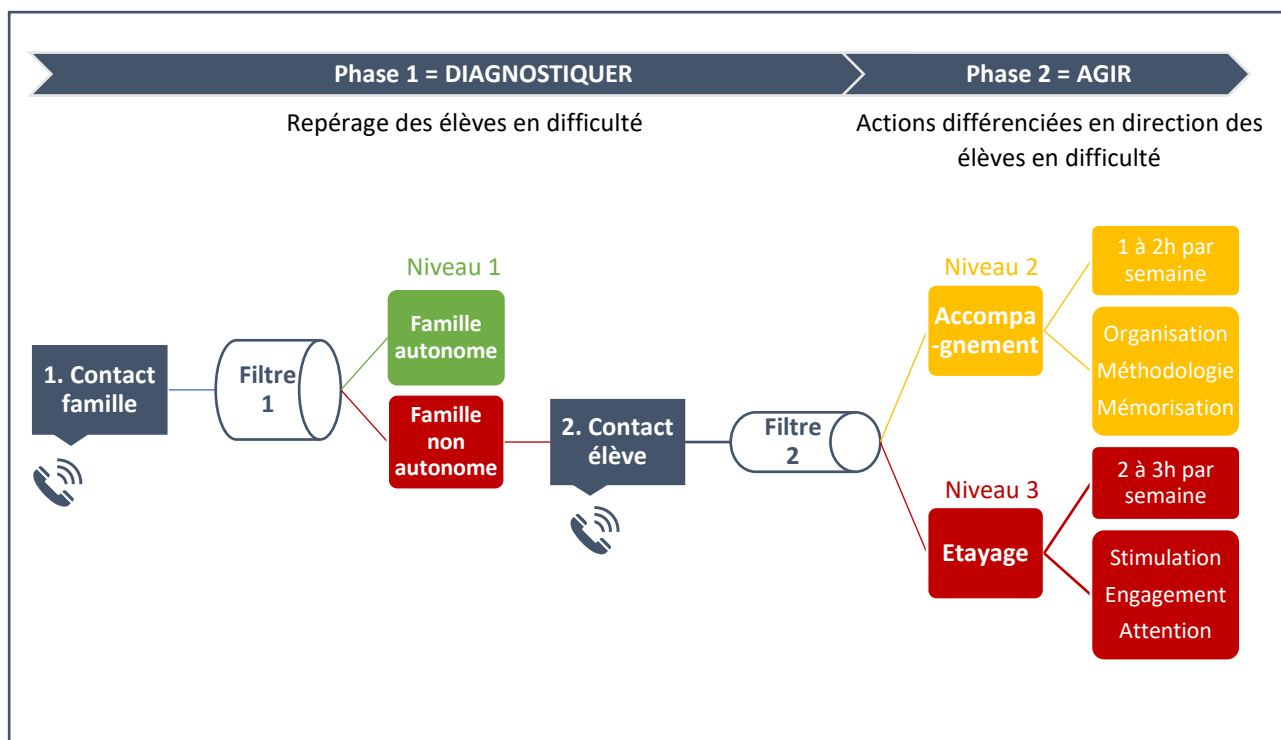 Phase 1 = DIAGNOSTIQUER
Phase 2 = AGIR
Repérage des élèves en difficulté
Actions différenciées en direction des
élèves en difficulté
1. Contact
famille
Filtre
1
Niveau 1
Famille
autonome
Famille
non
autonome
2. Contact
élève
Filtre
2
Niveau 2
Accompa
-gnement
1 à 2h par
semaine
Organisation
Méthodologie
Mémorisation
Niveau 3
Etayage
2 à 3h par
semaine
Stimulation
Engagement
Attention